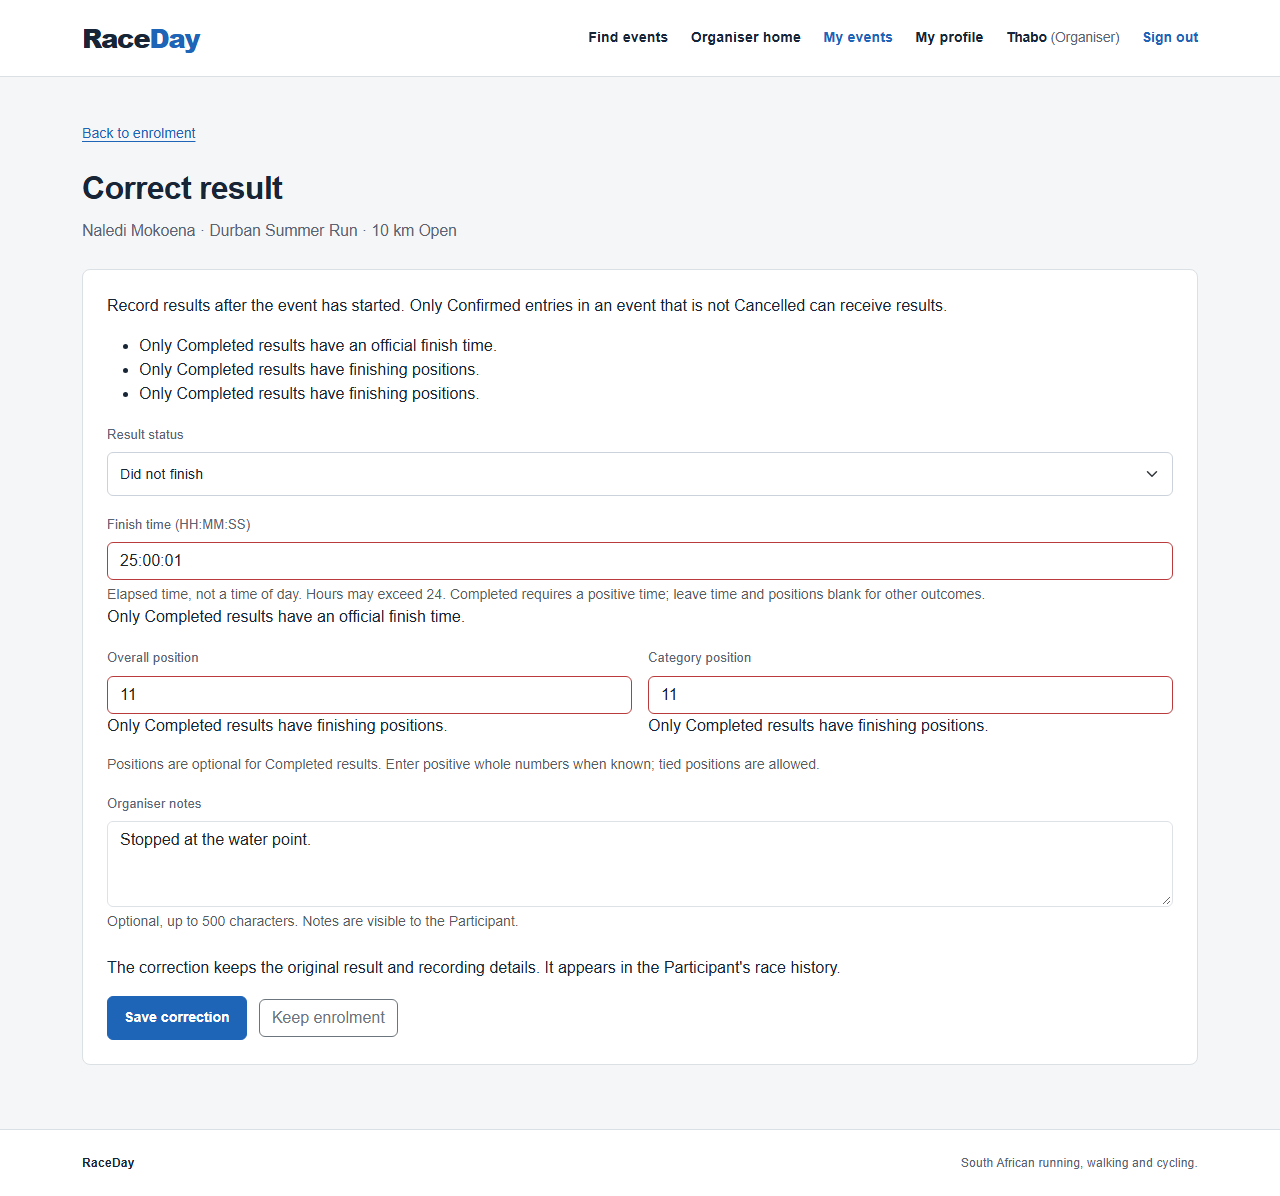 RaceDay
Find events
Organiser home
My events
My profile
Thabo (Organiser)
Sign out
Back to enrolment
Correct result
Naledi Mokoena · Durban Summer Run · 10 km Open
Record results after the event has started. Only Confirmed entries in an event that is not Cancelled can receive results.
• Only Completed results have an official finish time.
• Only Completed results have finishing positions.
• Only Completed results have finishing positions.
Result status
Did not finish
Finish time (HH:MM:SS)
25:00:01
Elapsed time, not a time of day. Hours may exceed 24. Completed requires a positive time; leave time and positions blank for other outcomes.
Only Completed results have an official finish time.
Overall position
11
Only Completed results have finishing positions.
Category position
11
Only Completed results have finishing positions.
Positions are optional for Completed results. Enter positive whole numbers when known; tied positions are allowed.
Organiser notes
Stopped at the water point.
Optional, up to 500 characters. Notes are visible to the Participant.
The correction keeps the original result and recording details. It appears in the Participant's race history.
Save correction
Keep enrolment
RaceDay
South African running, walking and cycling.